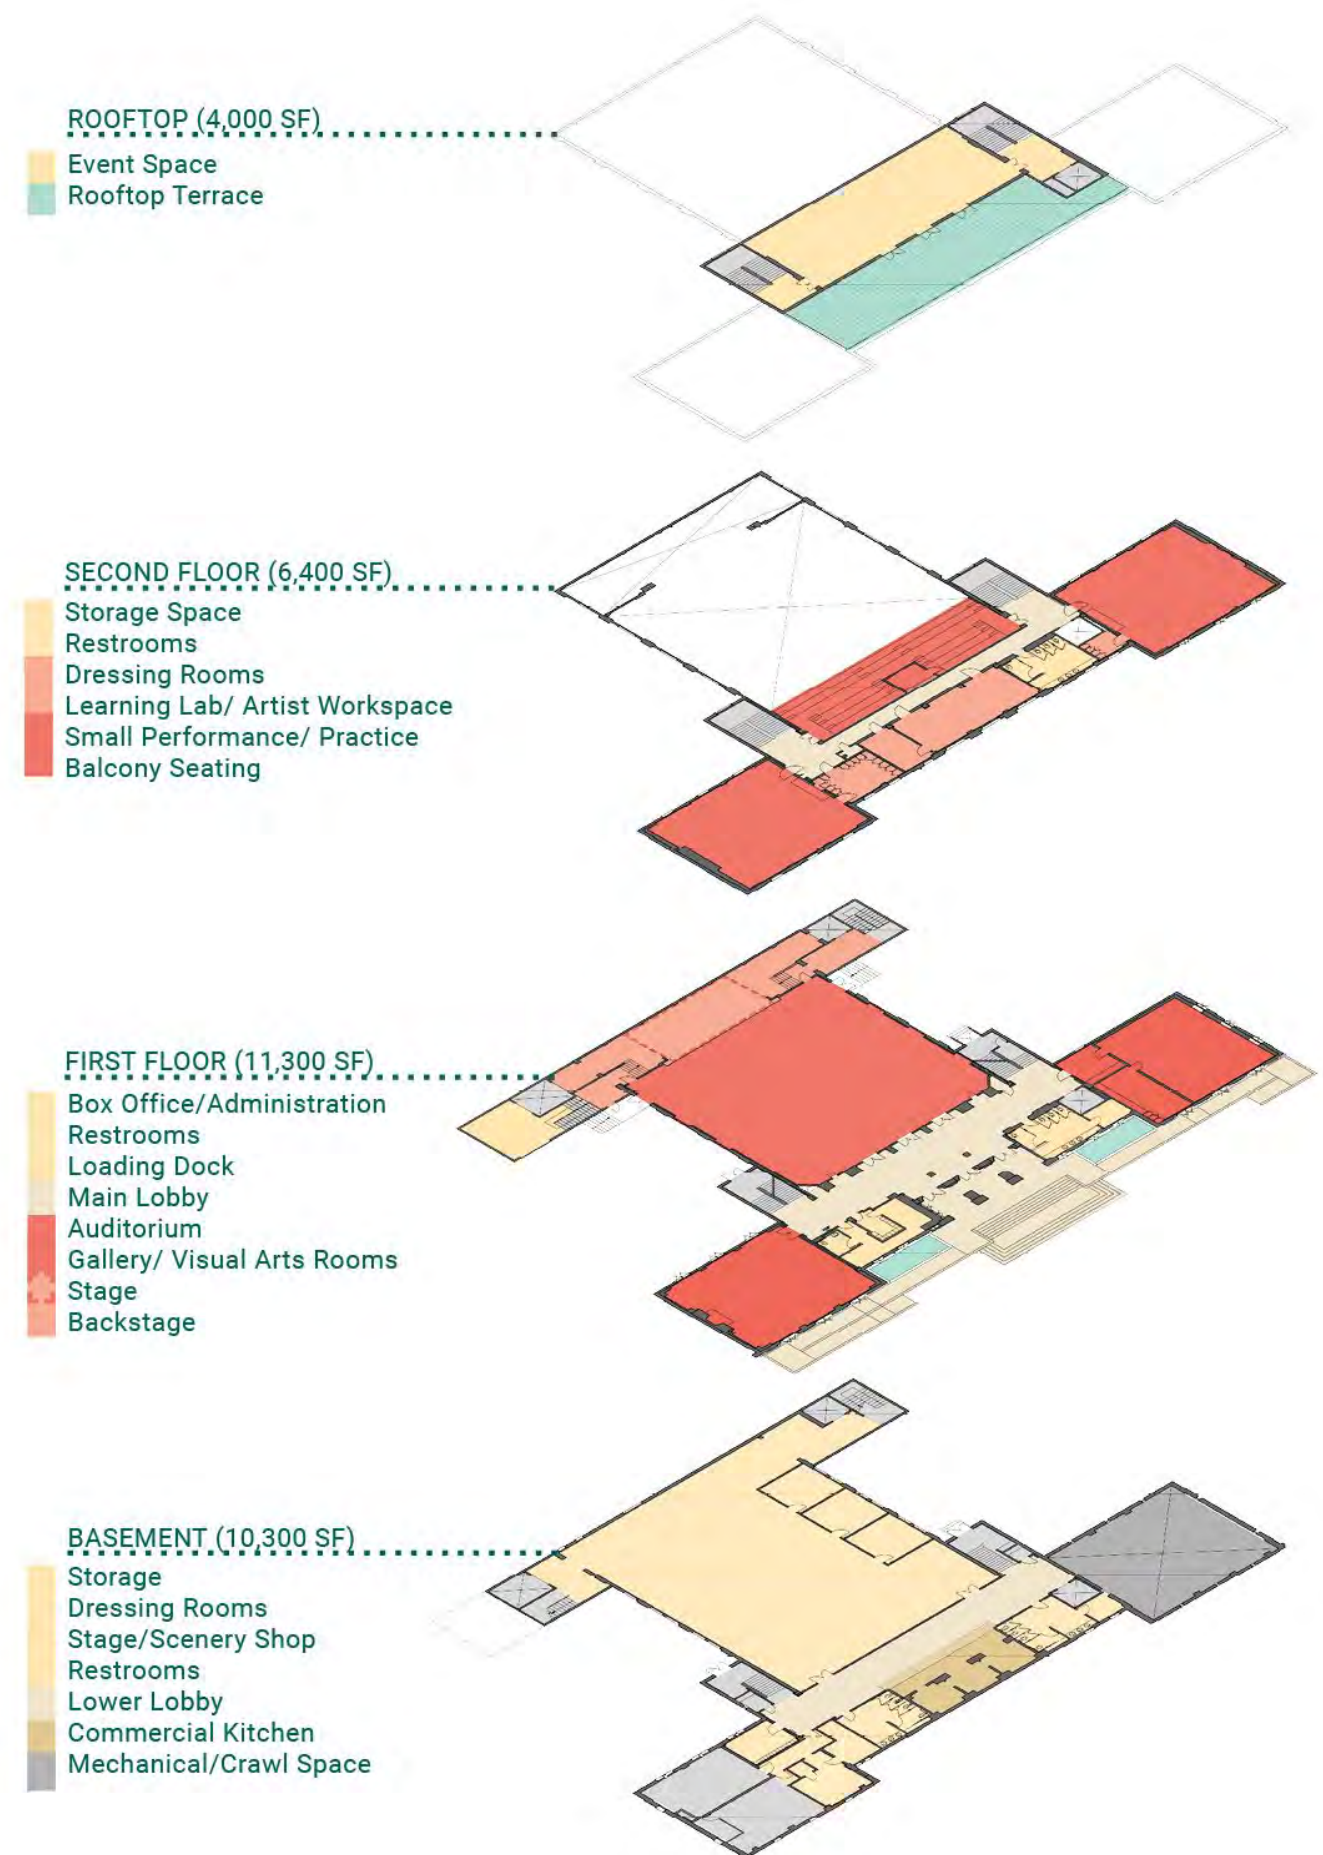 ROOFTOP (4,000 SF)
Event Space
Rooftop Terrace
SECOND FLOOR (6,400 SF)
Storage Space
Restrooms
Dressing Rooms
Learning Lab/ Artist Workspace
Small Performance/ Practice
Balcony Seating
FIRST FLOOR (11,300 SF)
Box Office/Administration
Restrooms
Loading Dock
Main Lobby
Auditorium
Gallery/ Visual Arts Rooms
Stage
Backstage
BASEMENT (10,300 SF)
Storage
Dressing Rooms
Stage/Scenery Shop
Restrooms
Lower Lobby
Commercial Kitchen
Mechanical/Crawl Space